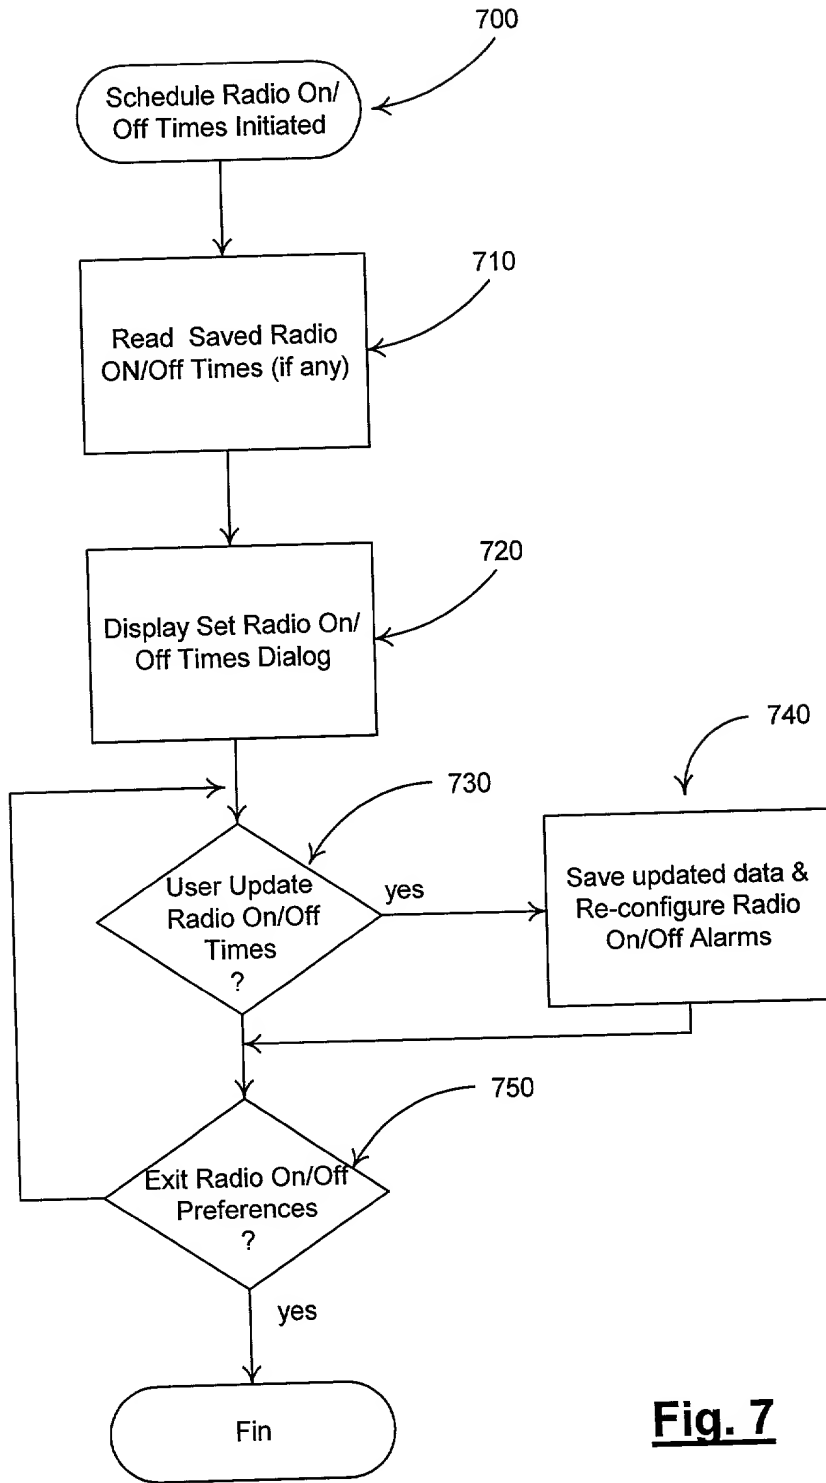 700
Schedule Radio On/
Off Times Initiated
710
Read Saved Radio
ON/Off Times (if any)
720
Display Set Radio On/
Off Times Dialog
740
730
User Update
Radio On/Off
Times
?
yes
Save updated data &
Re-configure Radio
On/Off Alarms
750
Exit Radio On/Off
Preferences
?
yes
Fin
Fig. 7